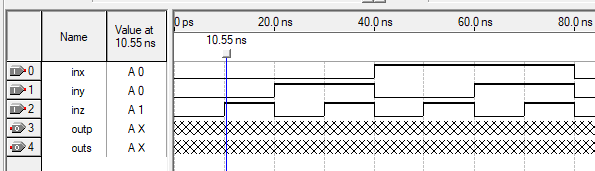 Name
Value at
10.55 ns
0 ps
20.0 ns
40.0 ns
60.0 ns
80.0 ns
10.55 ns
0 inx A 0
1 iny A 0
2 inz A 1
3 outp A X
4 outs A X